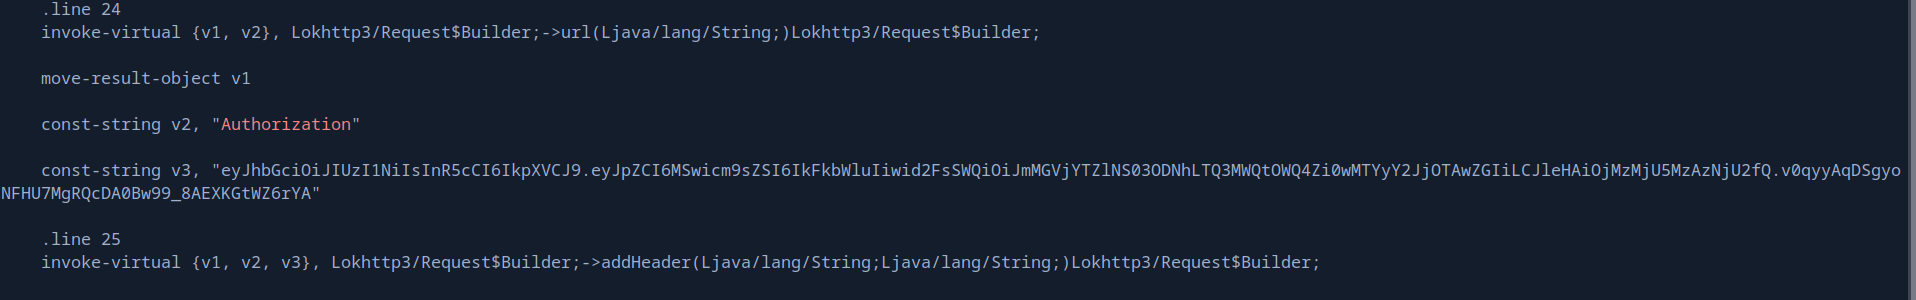 .line 24
invoke-virtual {v1, v2}, Lokhttp3/Request$Builder;->url(Ljava/lang/String;)Lokhttp3/Request$Builder;
move-result-object v1
const-string v2, "Authorization"
const-string v3, "eyJhbGciOiJIUzI1NiIsInR5cCI6IkpXVCJ9.eyJpZCI6MSwicm9sZSI6IkFkbWluIiwid2FsSWQiOiJmMGVjYTZlNS03ODNhLTQ3MWQtOWQ4Zi0wMTYyY2JjOTAwZGIiLCJleHAiOjMzMjU5MzAzNjU2fQ.v0qyyAqDSgyo
NFHU7MgRQcDA0Bw99_8AEXKGtWZ6rYA"
.line 25
invoke-virtual {v1, v2, v3}, Lokhttp3/Request$Builder;->addHeader(Ljava/lang/String;Ljava/lang/String;)Lokhttp3/Request$Builder;